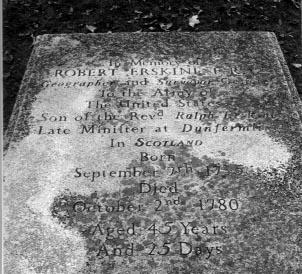 In Memory of
ROBERT ERSKINE
Geographer and
To the Army of
The United States
Son of the Revd Ralph
Late Minister at
In SCOTLAND
Born
September 7th
Died
October 2nd 1780
Aged 45 Years
And 25 Days